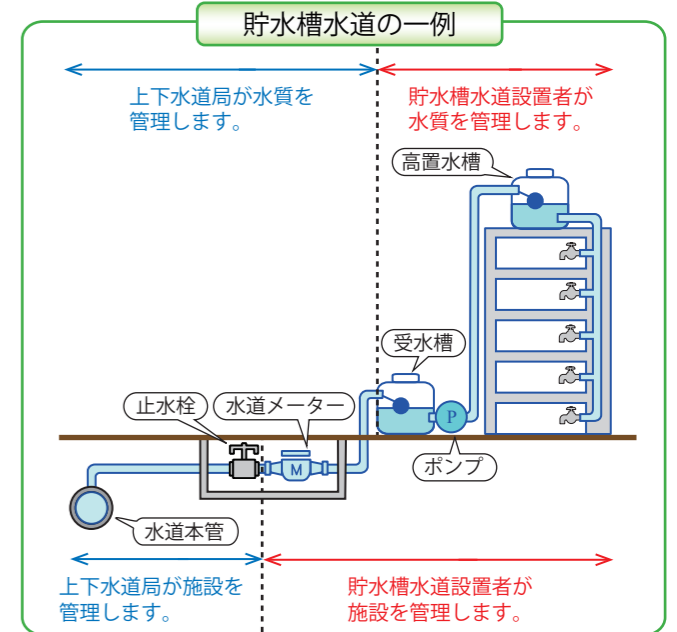 貯水槽水道の一例
上下水道局が水質を
管理します。
貯水槽水道設置者が
水質を管理します。
高置水槽
受水槽
P
止水栓
水道メーター
M
ポンプ
水道本管
上下水道局が施設を
管理します。
貯水槽水道設置者が
施設を管理します。